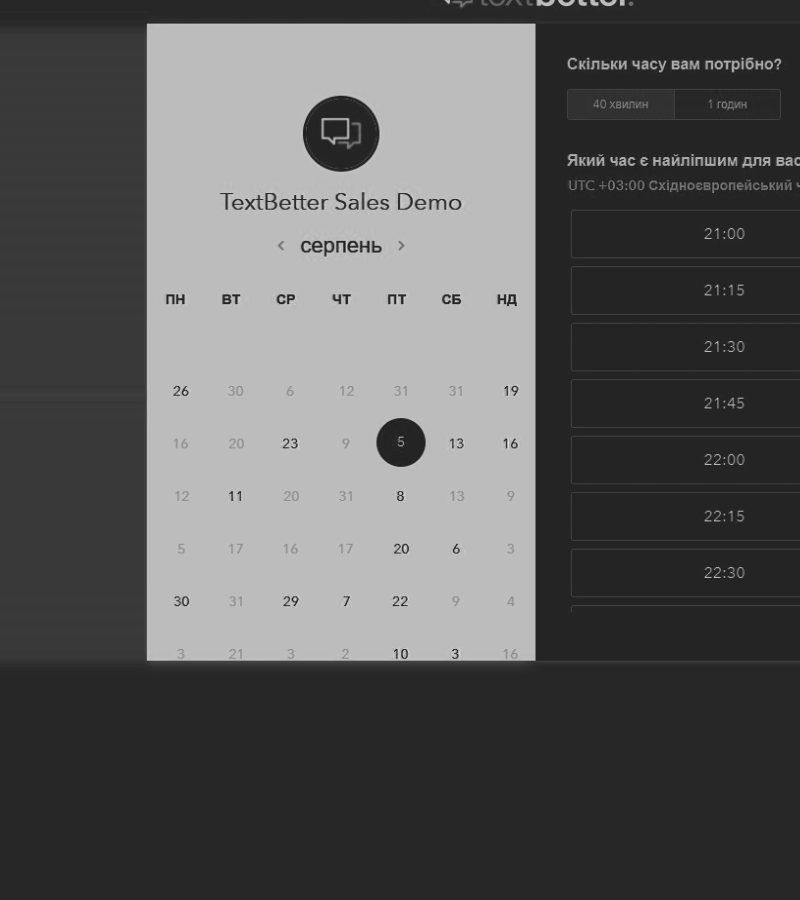 textbetter.
TextBetter Sales Demo
серпень
ПН ВТ СР ЧТ ПТ СБ НД
26 30 6 12 31 31 19
16 20 23 9 5 13 16
12 11 20 31 8 13 9
5 17 16 17 20 6 3
30 31 29 7 22 9 4
3 21 3 2 10 3 16
Скільки часу вам потрібно?
40 хвилин 1 годин
Який час є найліпшим для вас
UTC +03:00 Східноєвропейський ч
21:00
21:15
21:30
21:45
22:00
22:15
22:30